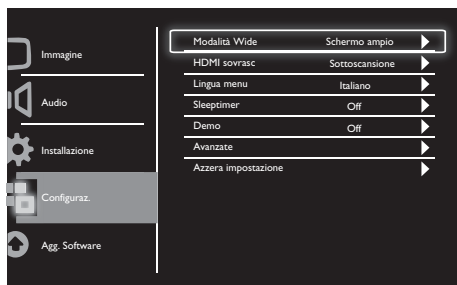 Immagine
Audio
Installazione
Configuraz.
Agg. Software
Modalità Wide Schermo ampio
HDMI sovrasc Sottoscansione
Lingua menu Italiano
Sleeptimer Off
Demo Off
Avanzate
Azzera impostazione